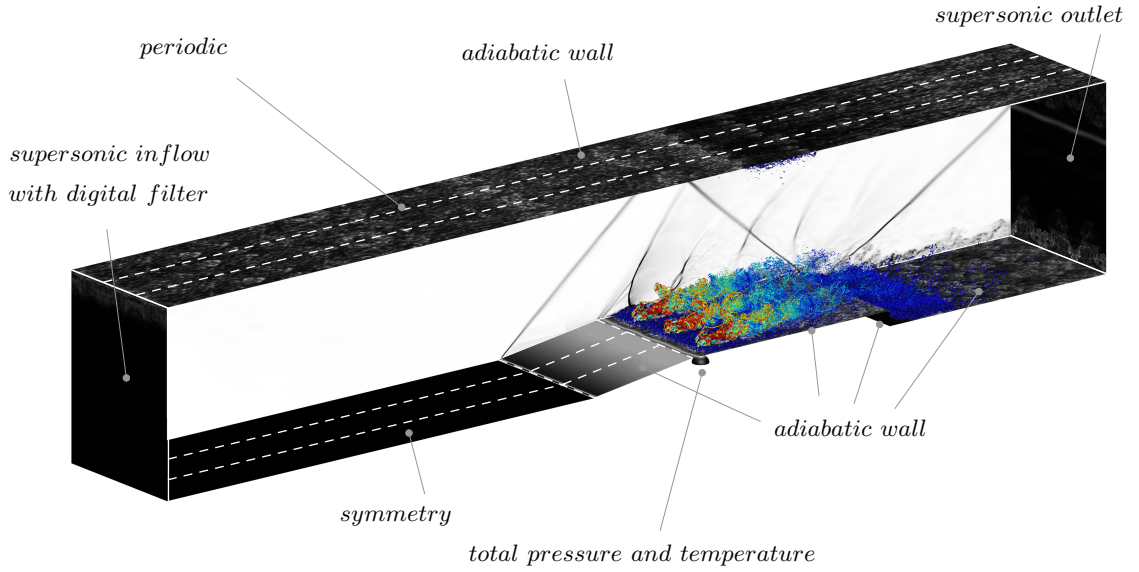 supersonic outlet
periodic
adiabatic wall
supersonic inflow
with digital filter
adiabatic wall
symmetry
total pressure and temperature